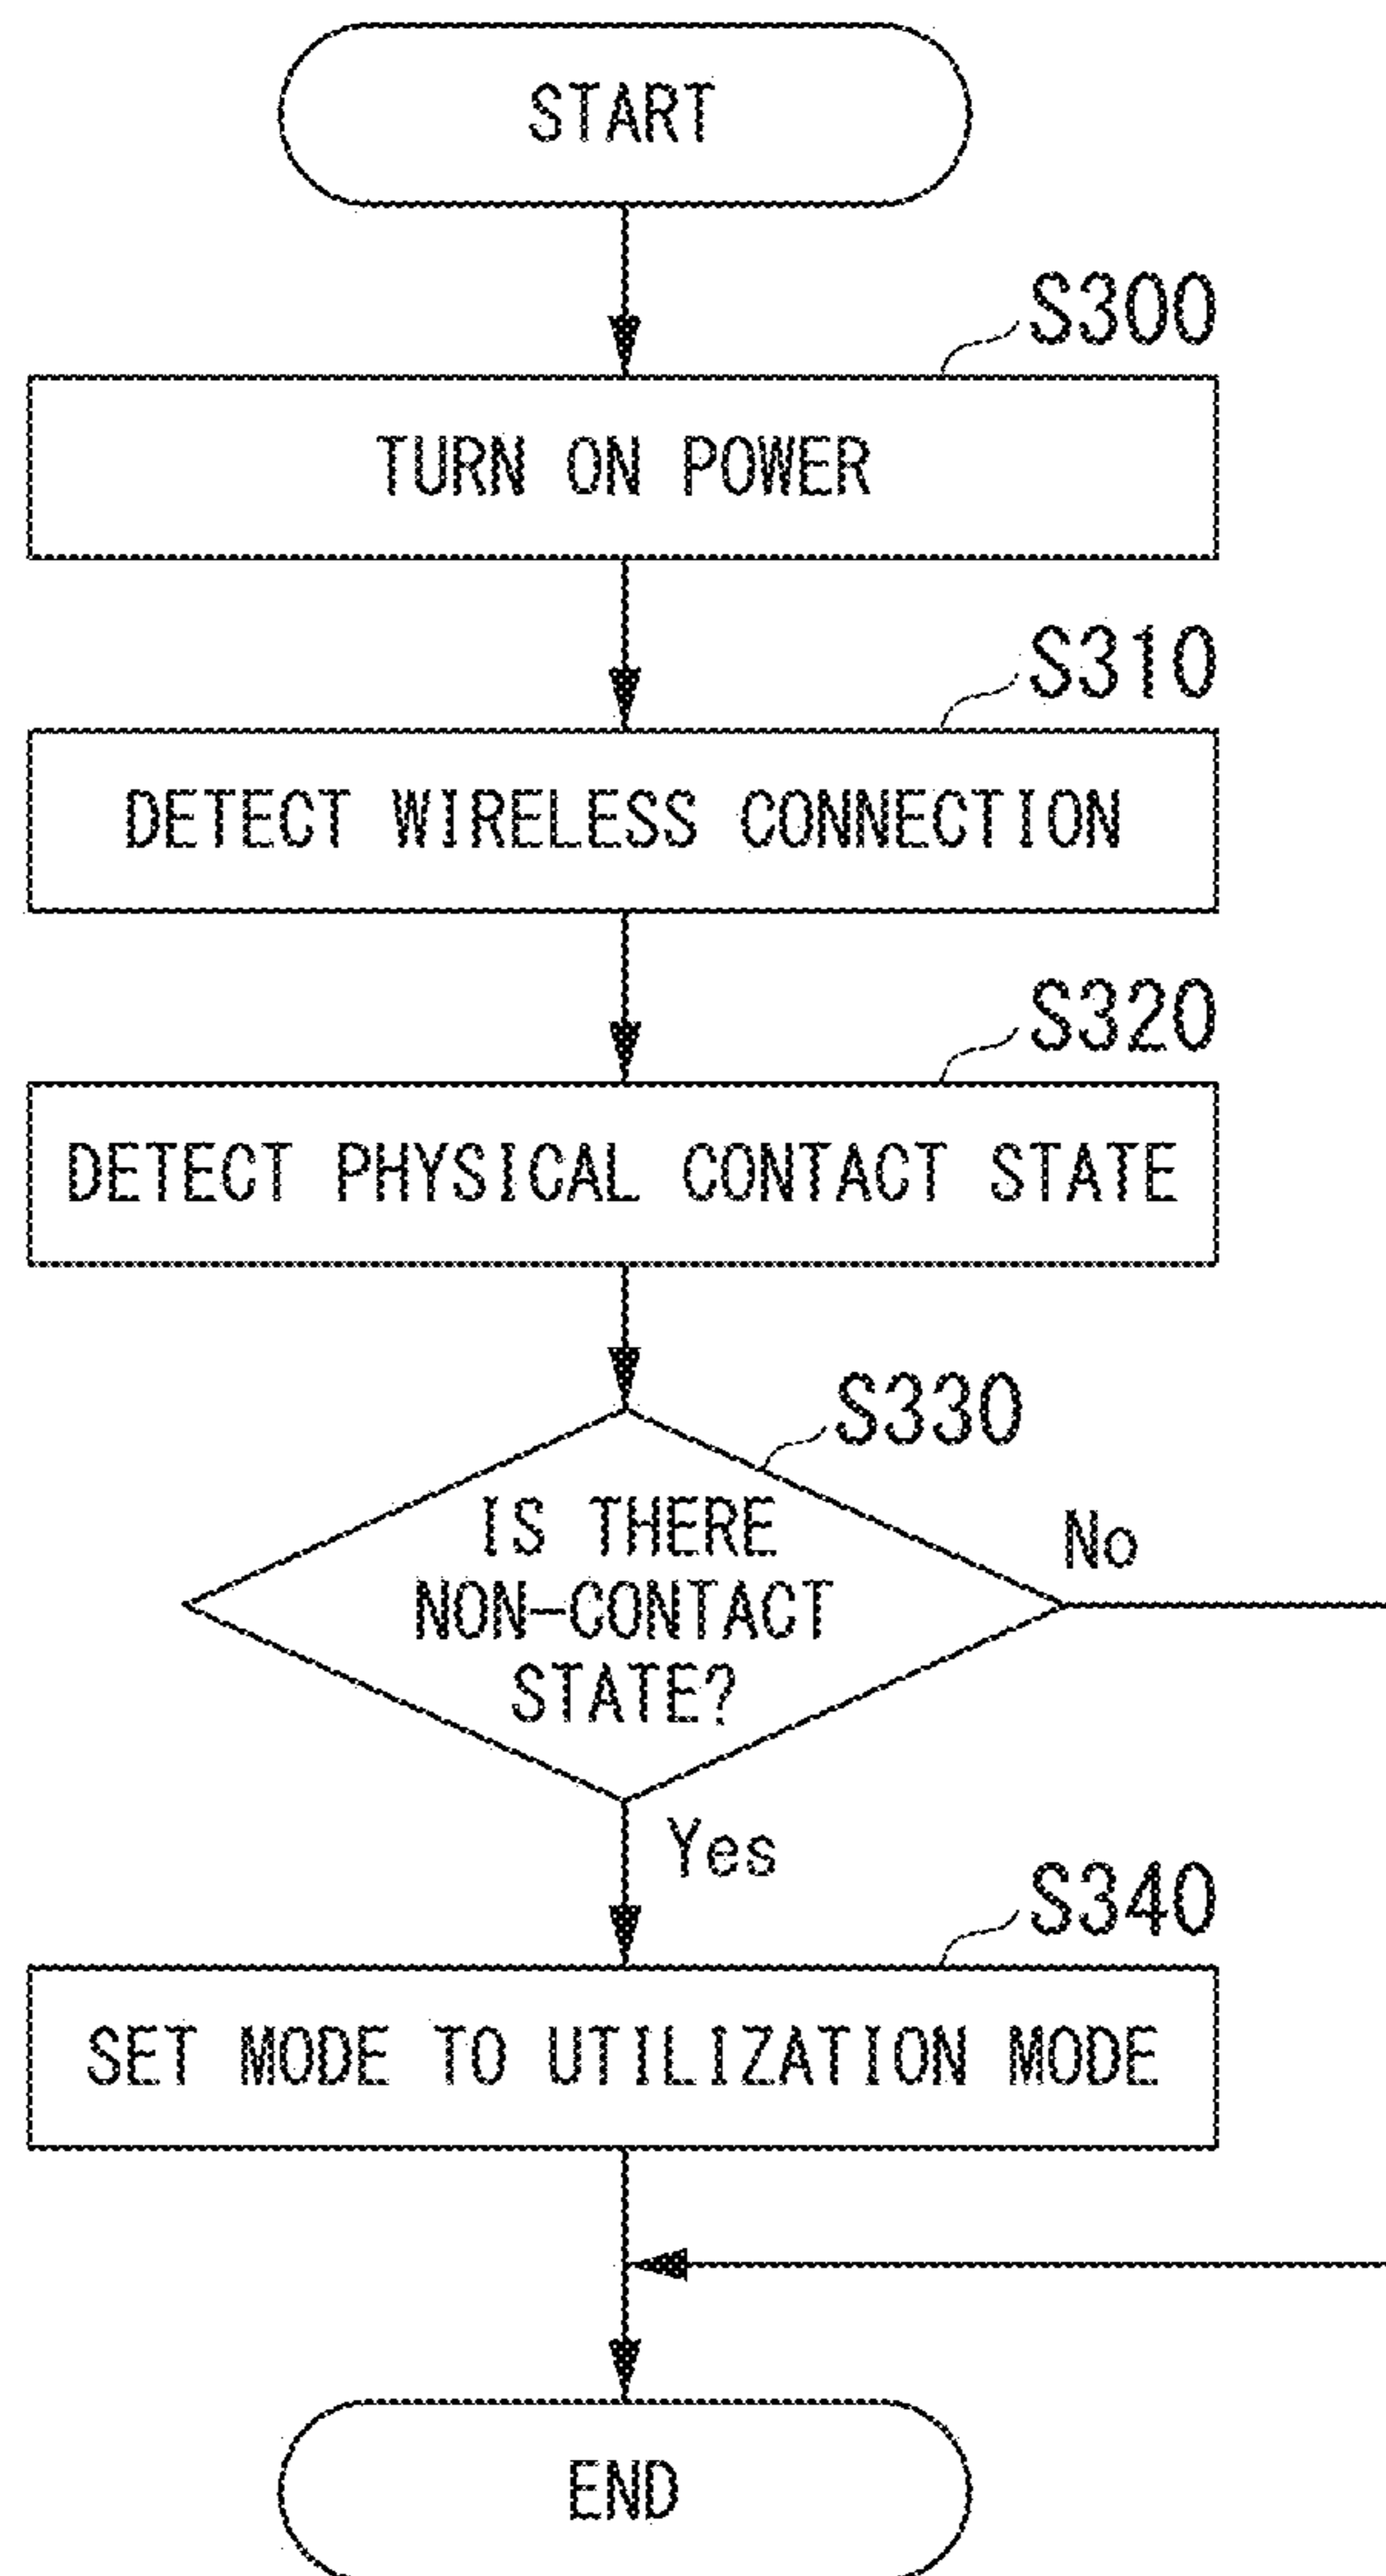 START
S300
TURN ON POWER
S310
DETECT WIRELESS CONNECTION
S320
DETECT PHYSICAL CONTACT STATE
S330
IS THERE
NON-CONTACT
STATE?
No
Yes
S340
SET MODE TO UTILIZATION MODE
END